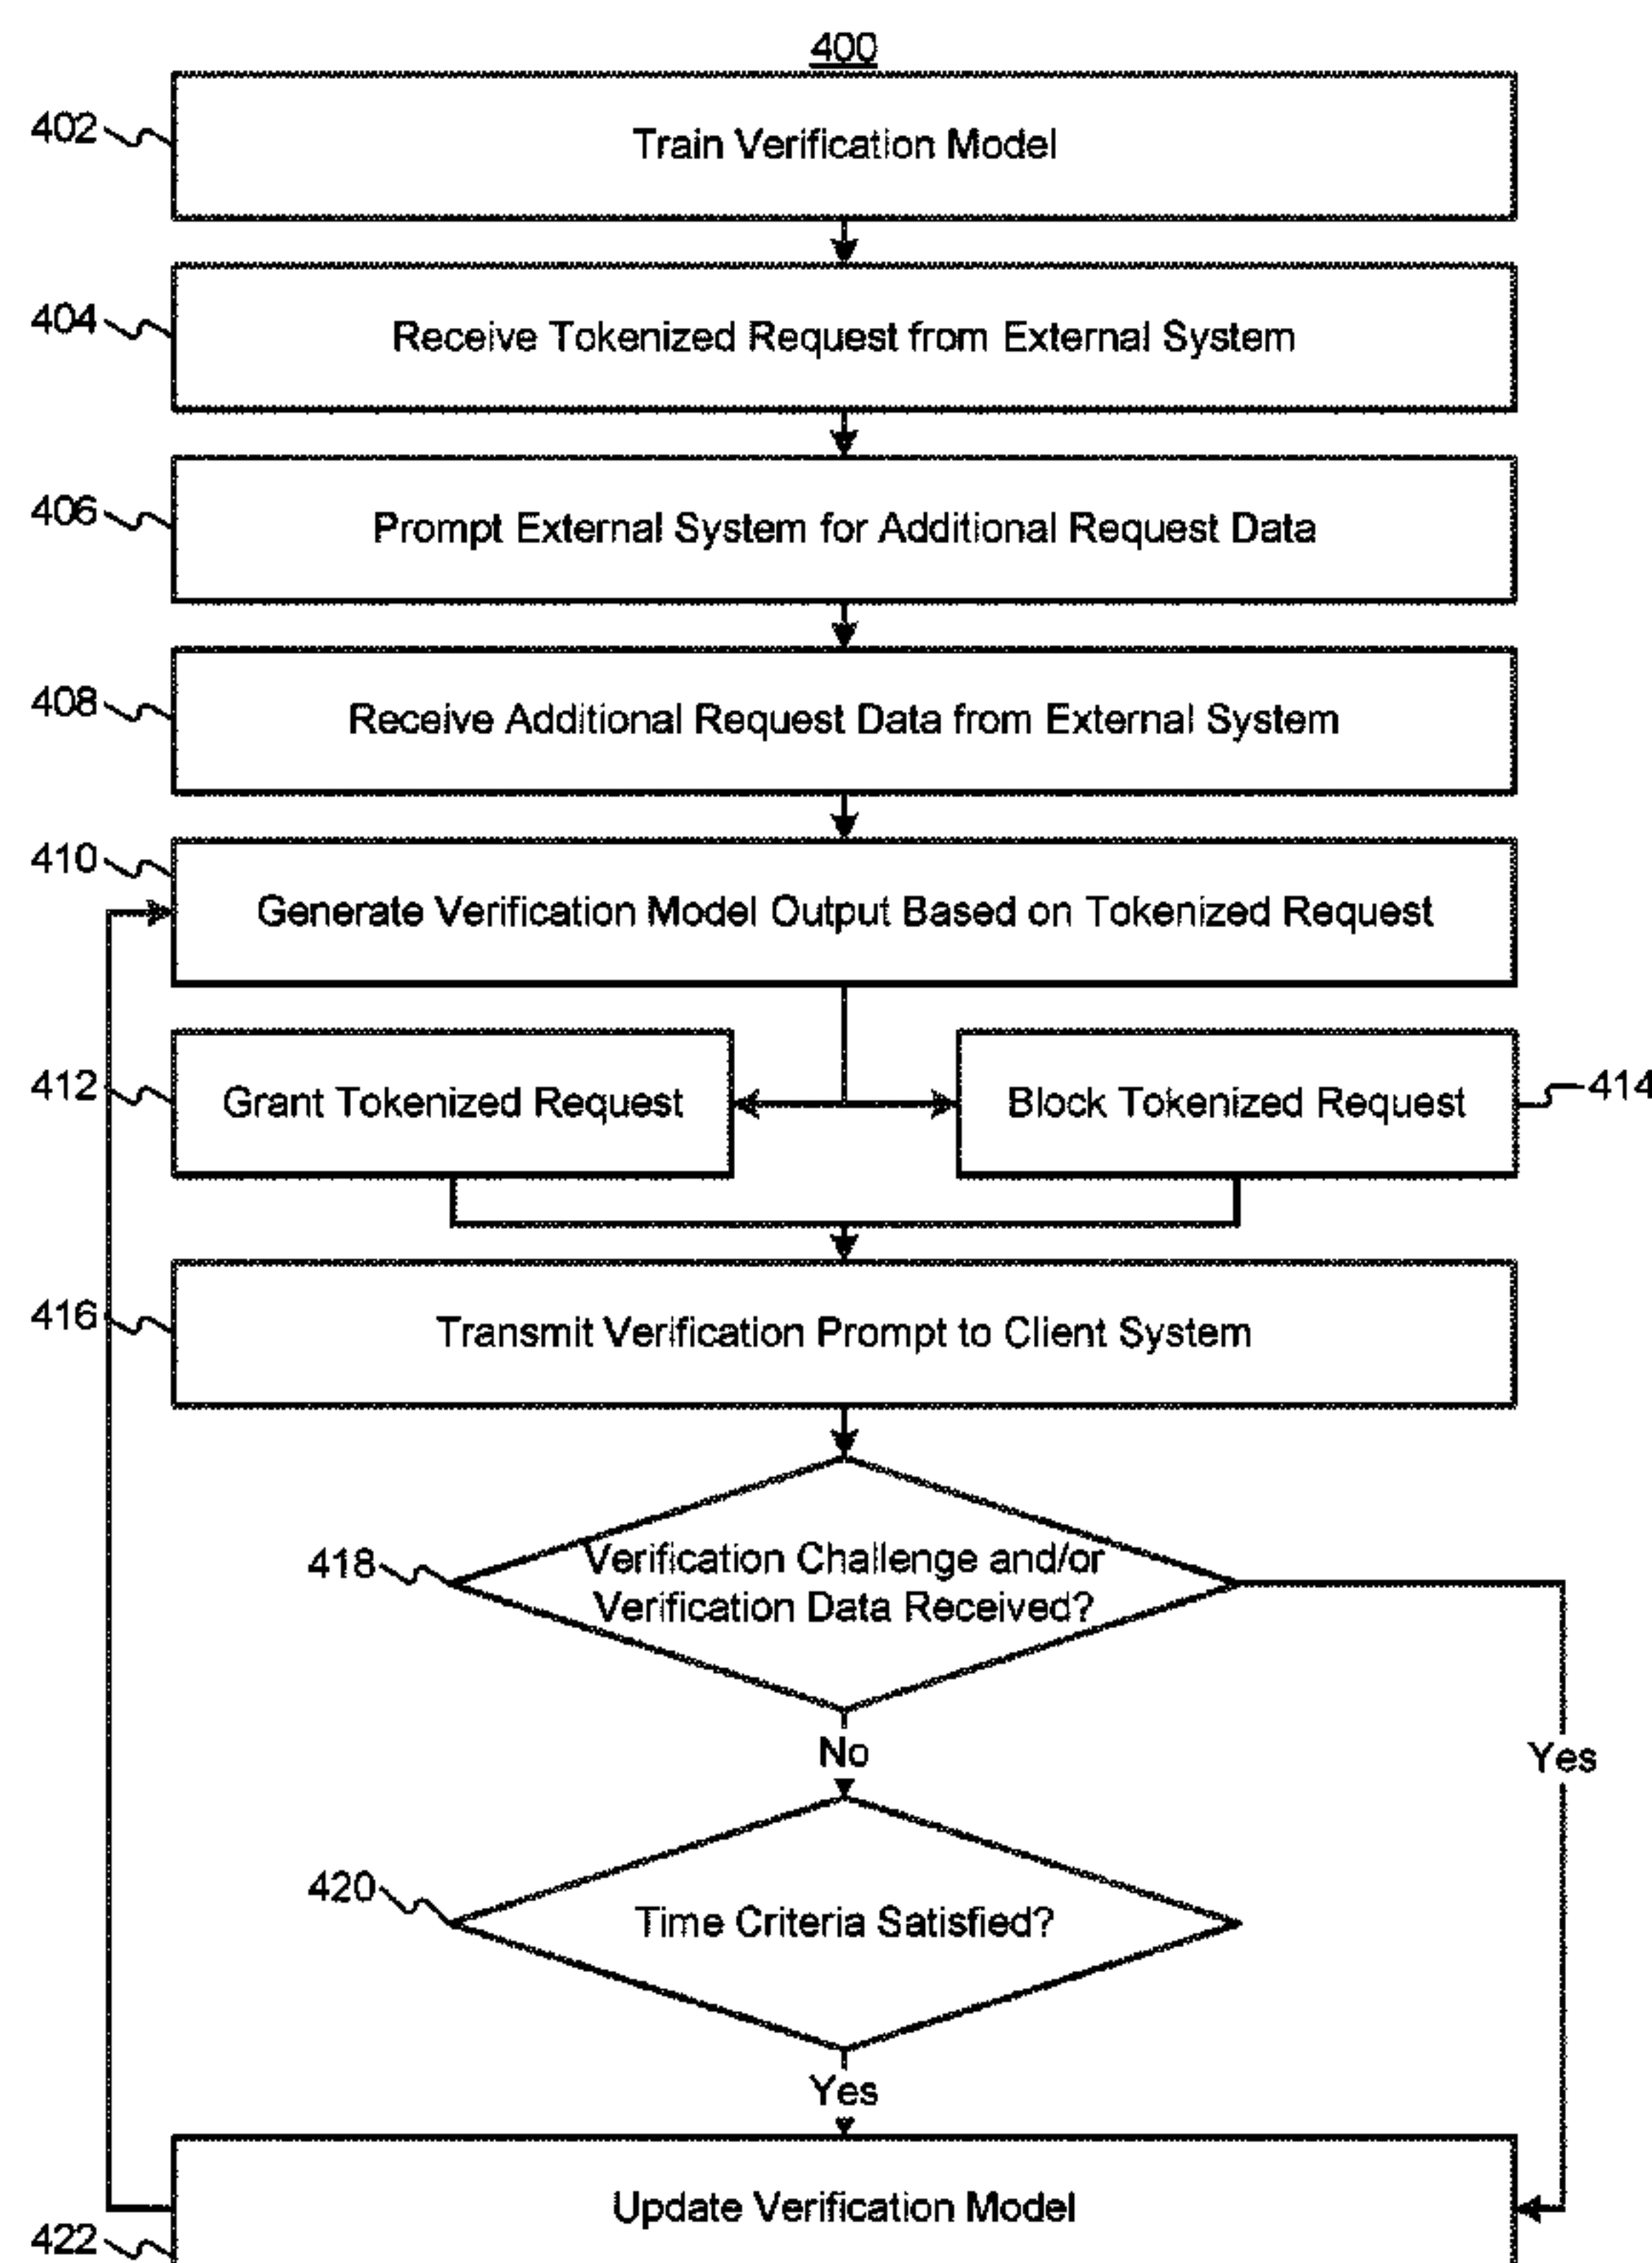 400
402
Train Verification Model
404
Receive Tokenized Request from External System
406
Prompt External System for Additional Request Data
408
Receive Additional Request Data from External System
410
Generate Verification Model Output Based on Tokenized Request
412
Grant Tokenized Request
Block Tokenized Request
414
416
Transmit Verification Prompt to Client System
418
Verification Challenge and/or
Verification Data Received?
No
Yes
420
Time Criteria Satisfied?
Yes
Update Verification Model
422